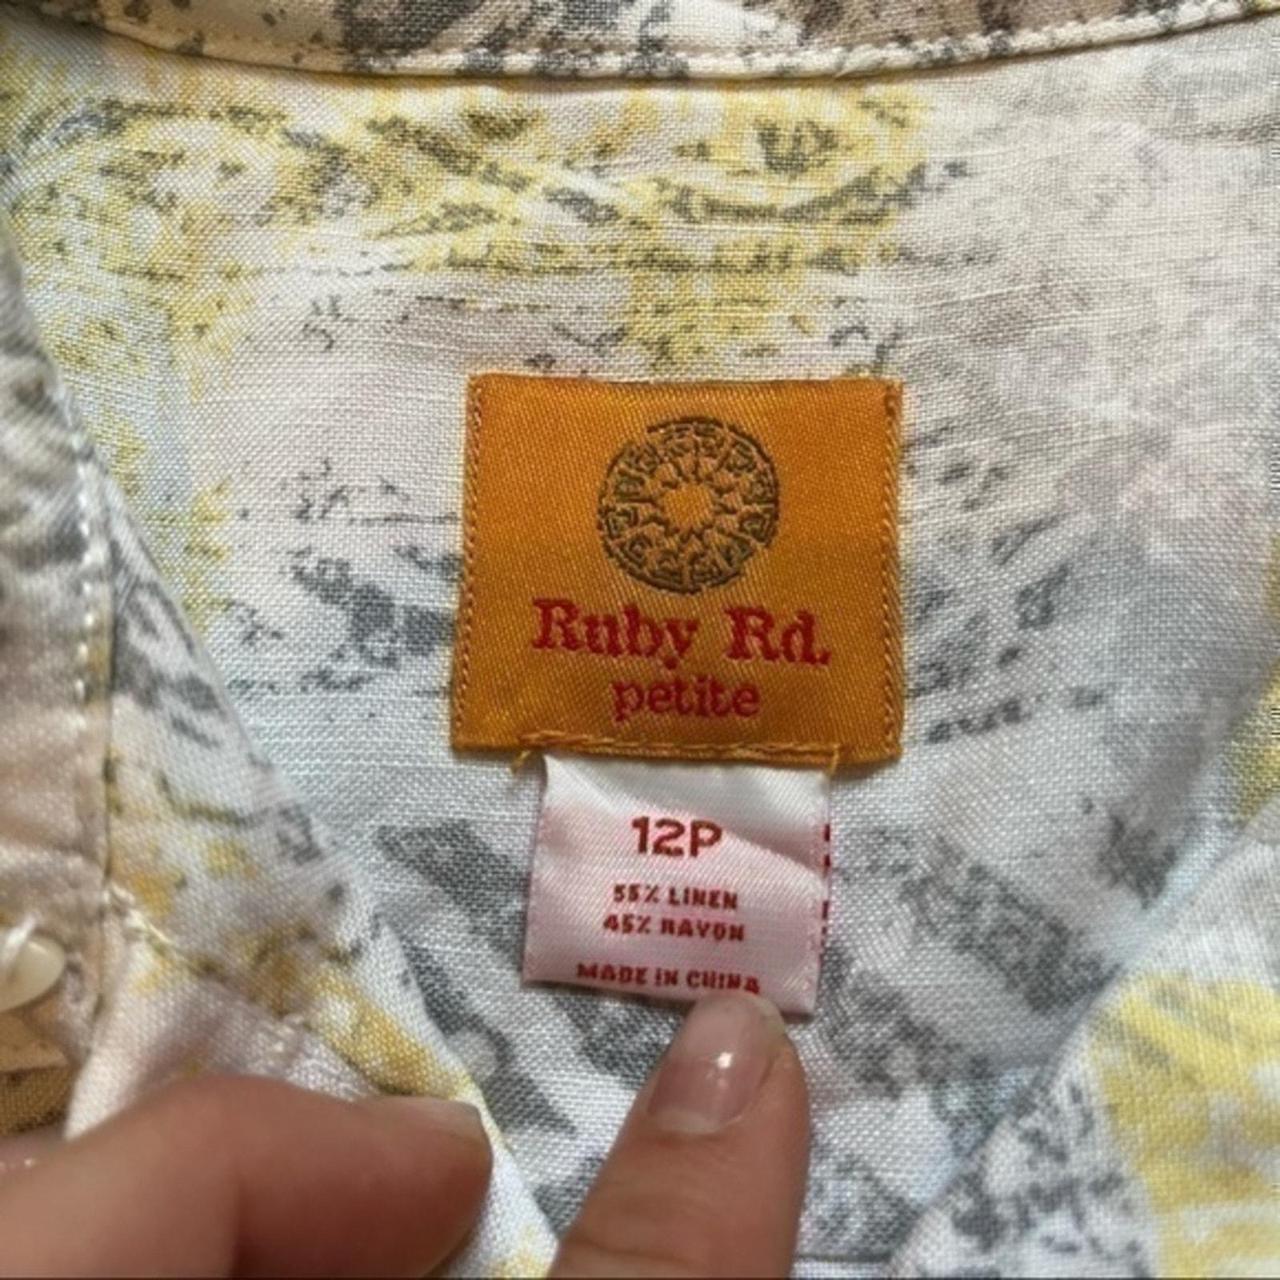 Ruby Rd.
petite
12P
55% LINEN
45% RAYON
MADE IN CHINA